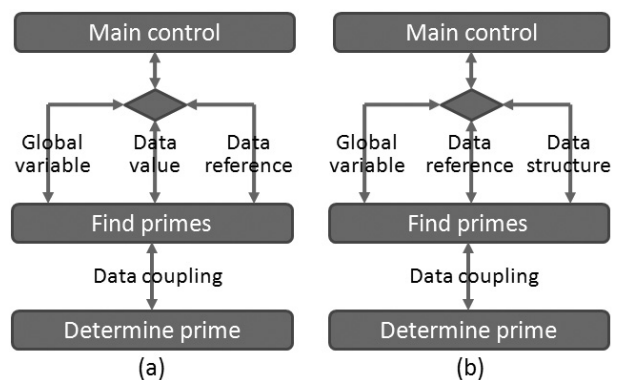 Main control
Global variable
Data value
Data reference
Find primes
Data coupling
Determine prime
(a)
Main control
Global variable
Data reference
Data structure
Find primes
Data coupling
Determine prime
(b)